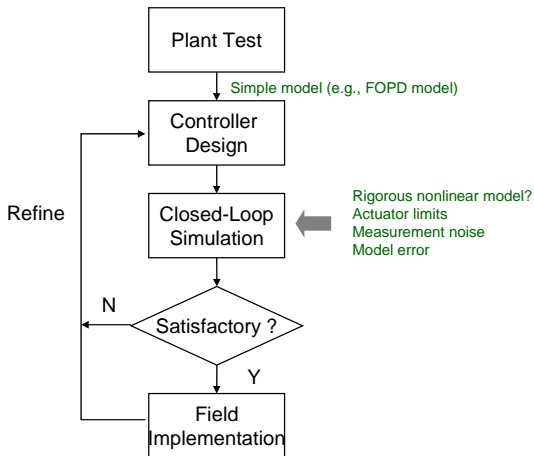 Plant Test
Simple model (e.g., FOPD model)
Controller
Design
Refine
Closed-Loop
Simulation
Rigorous nonlinear model?
Actuator limits
Measurement noise
Model error
N
Satisfactory ?
Y
Field
Implementation